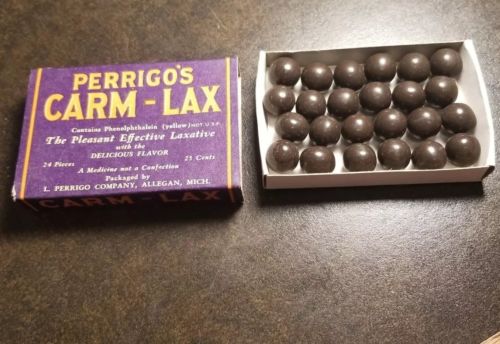 PERRIGO'S
CARM-LAX
Contains Phenolphthalein (yellow) NOT U.S.P.
The Pleasant Effective Laxative
with the
DELICIOUS FLAVOR
24 Pieces 25 Cents
A Medicine not a Confection
Packaged by
L. PERRIGO COMPANY, ALLEGAN, MICH.
CARM-LAX